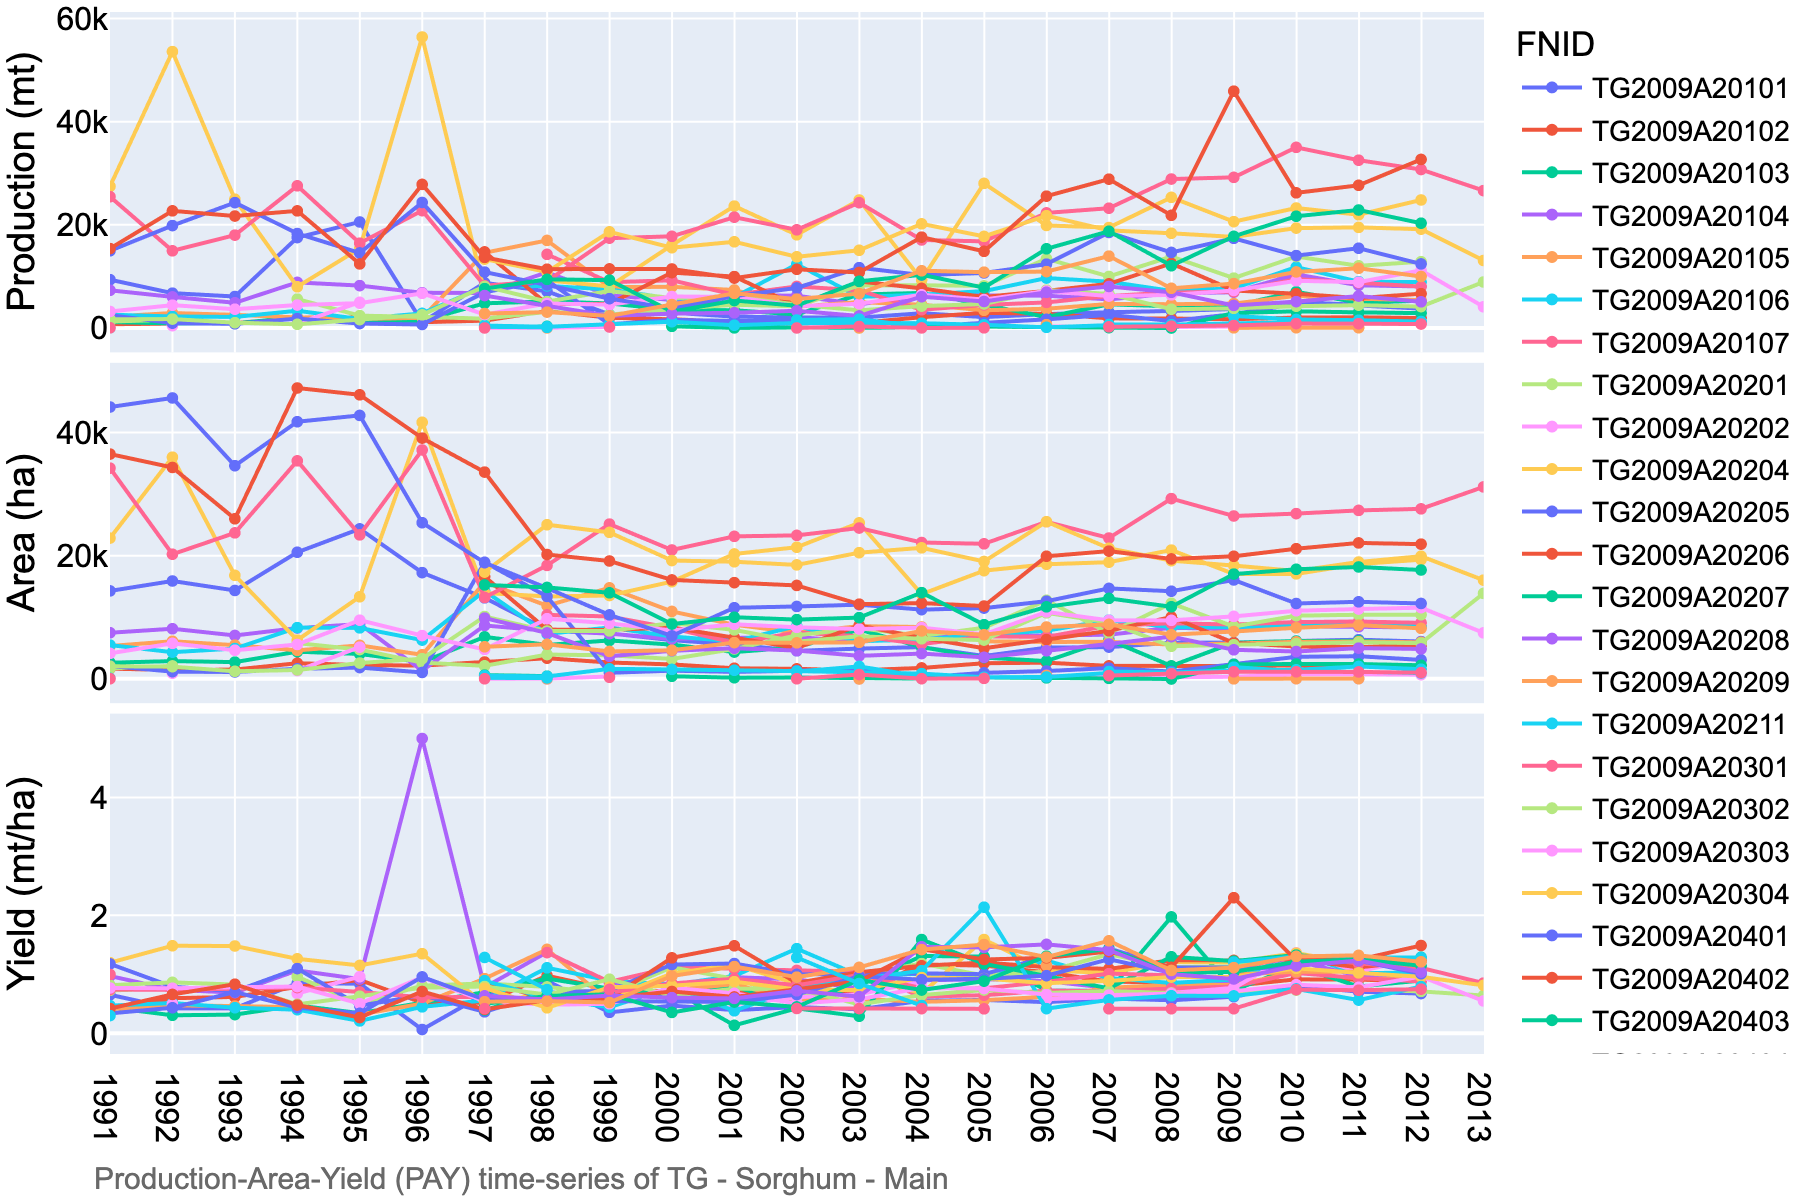 Production (mt)
60k
40k
20k
0
Area (ha)
40k
20k
0
Yield (mt/ha)
4
2
0
1991
1992
1993
1994
1995
1996
1997
1998
1999
2000
2001
2002
2003
2004
2005
2006
2007
2008
2009
2010
2011
2012
2013
FNID
TG2009A20101
TG2009A20102
TG2009A20103
TG2009A20104
TG2009A20105
TG2009A20106
TG2009A20107
TG2009A20201
TG2009A20202
TG2009A20204
TG2009A20205
TG2009A20206
TG2009A20207
TG2009A20208
TG2009A20209
TG2009A20211
TG2009A20301
TG2009A20302
TG2009A20303
TG2009A20304
TG2009A20401
TG2009A20402
TG2009A20403
Production-Area-Yield (PAY) time-series of TG - Sorghum - Main